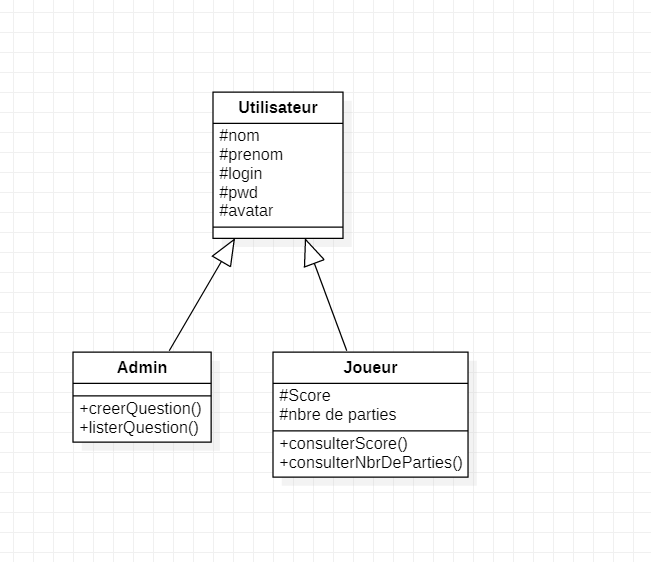 Utilisateur
#nom
#prenom
#login
#pwd
#avatar
Admin
+creerQuestion()
+listerQuestion()
Joueur
#Score
#nbre de parties
+consulterScore()
+consulterNbrDeParties()